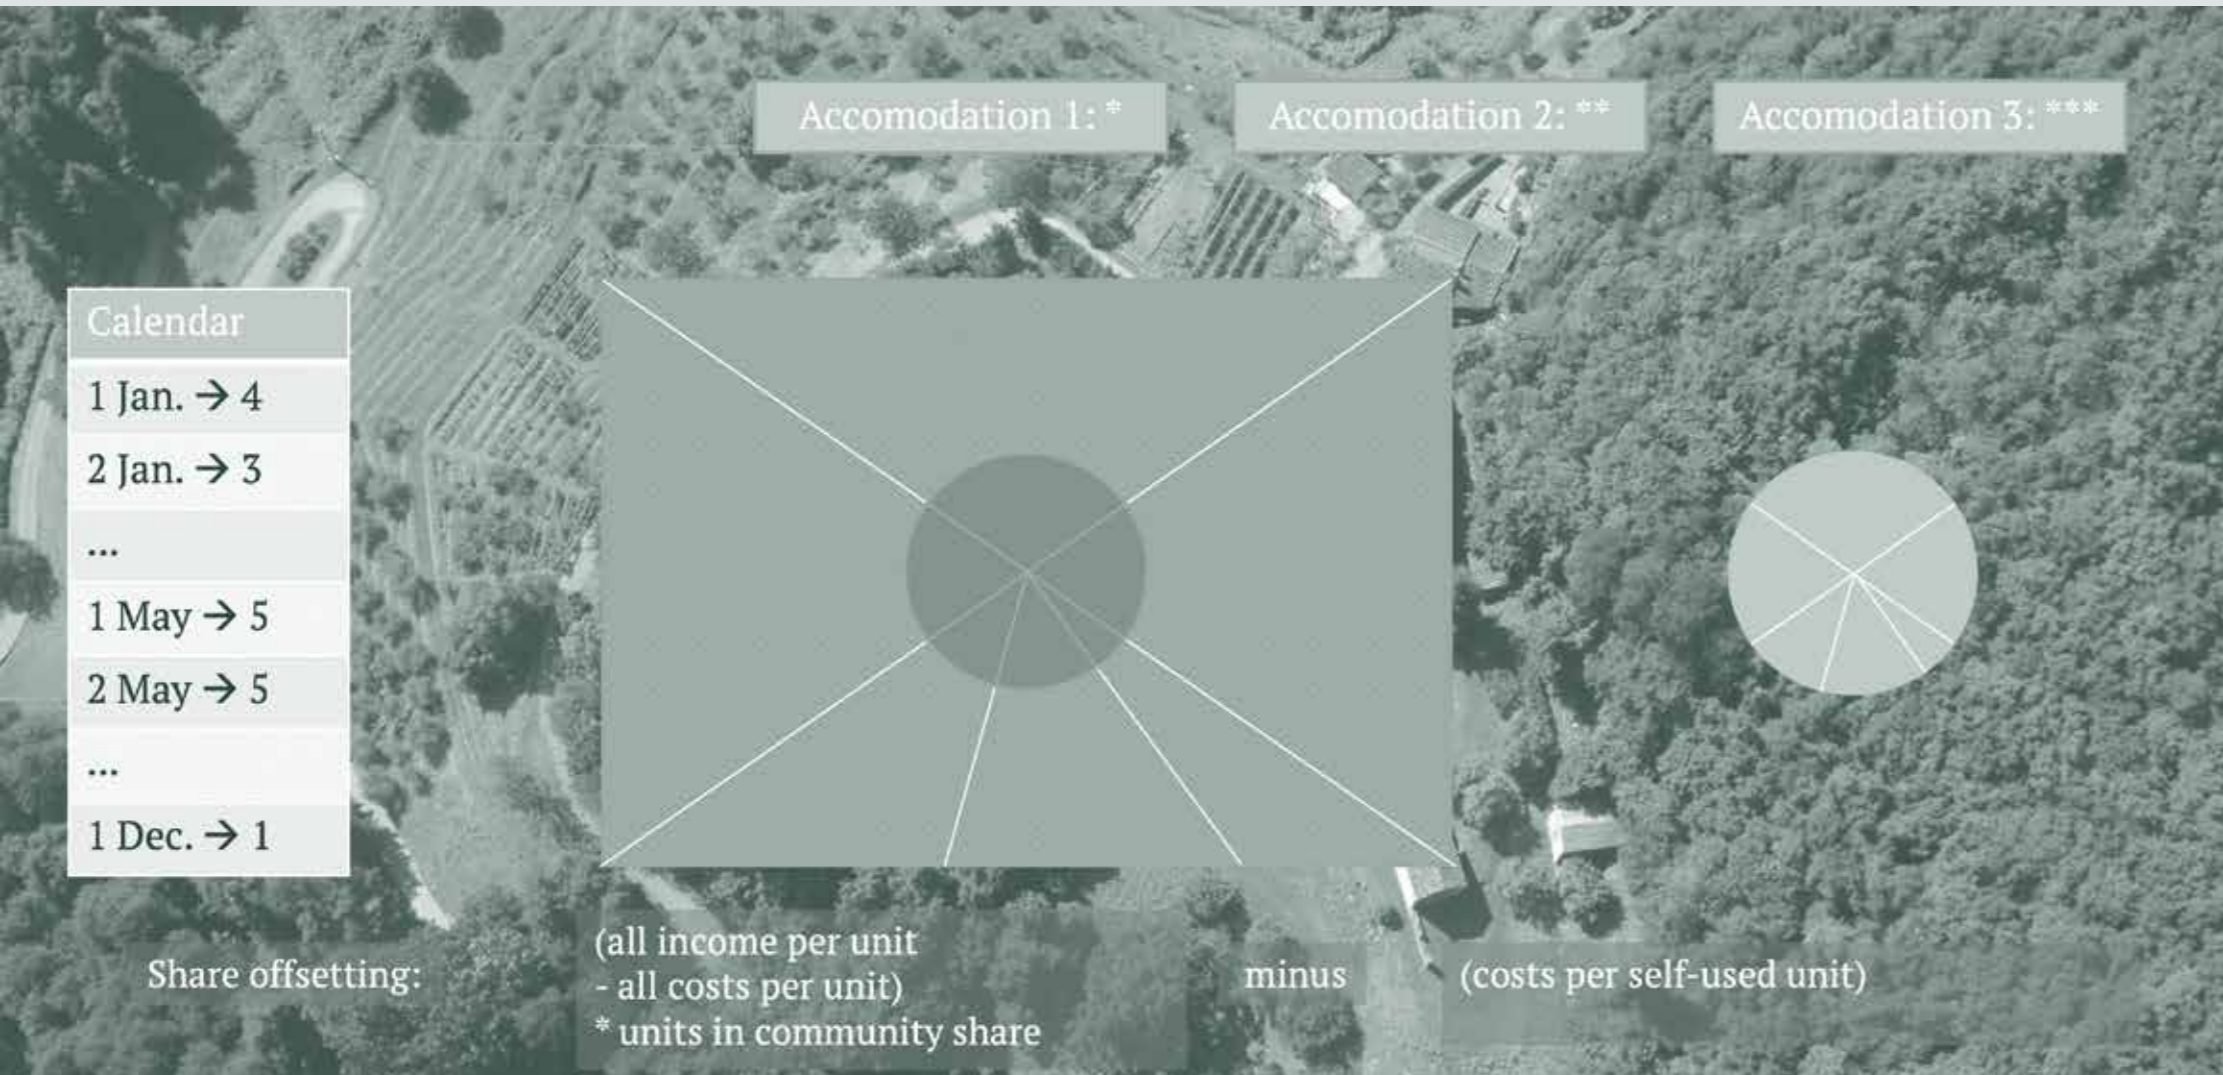 Accomodation 1: *
Accomodation 2: **
Accomodation 3: ***
Calendar
1 Jan. → 4
2 Jan. → 3
...
1 May → 5
2 May → 5
...
1 Dec. → 1
Share offsetting:
(all income per unit
- all costs per unit)
* units in community share
minus
(costs per self-used unit)